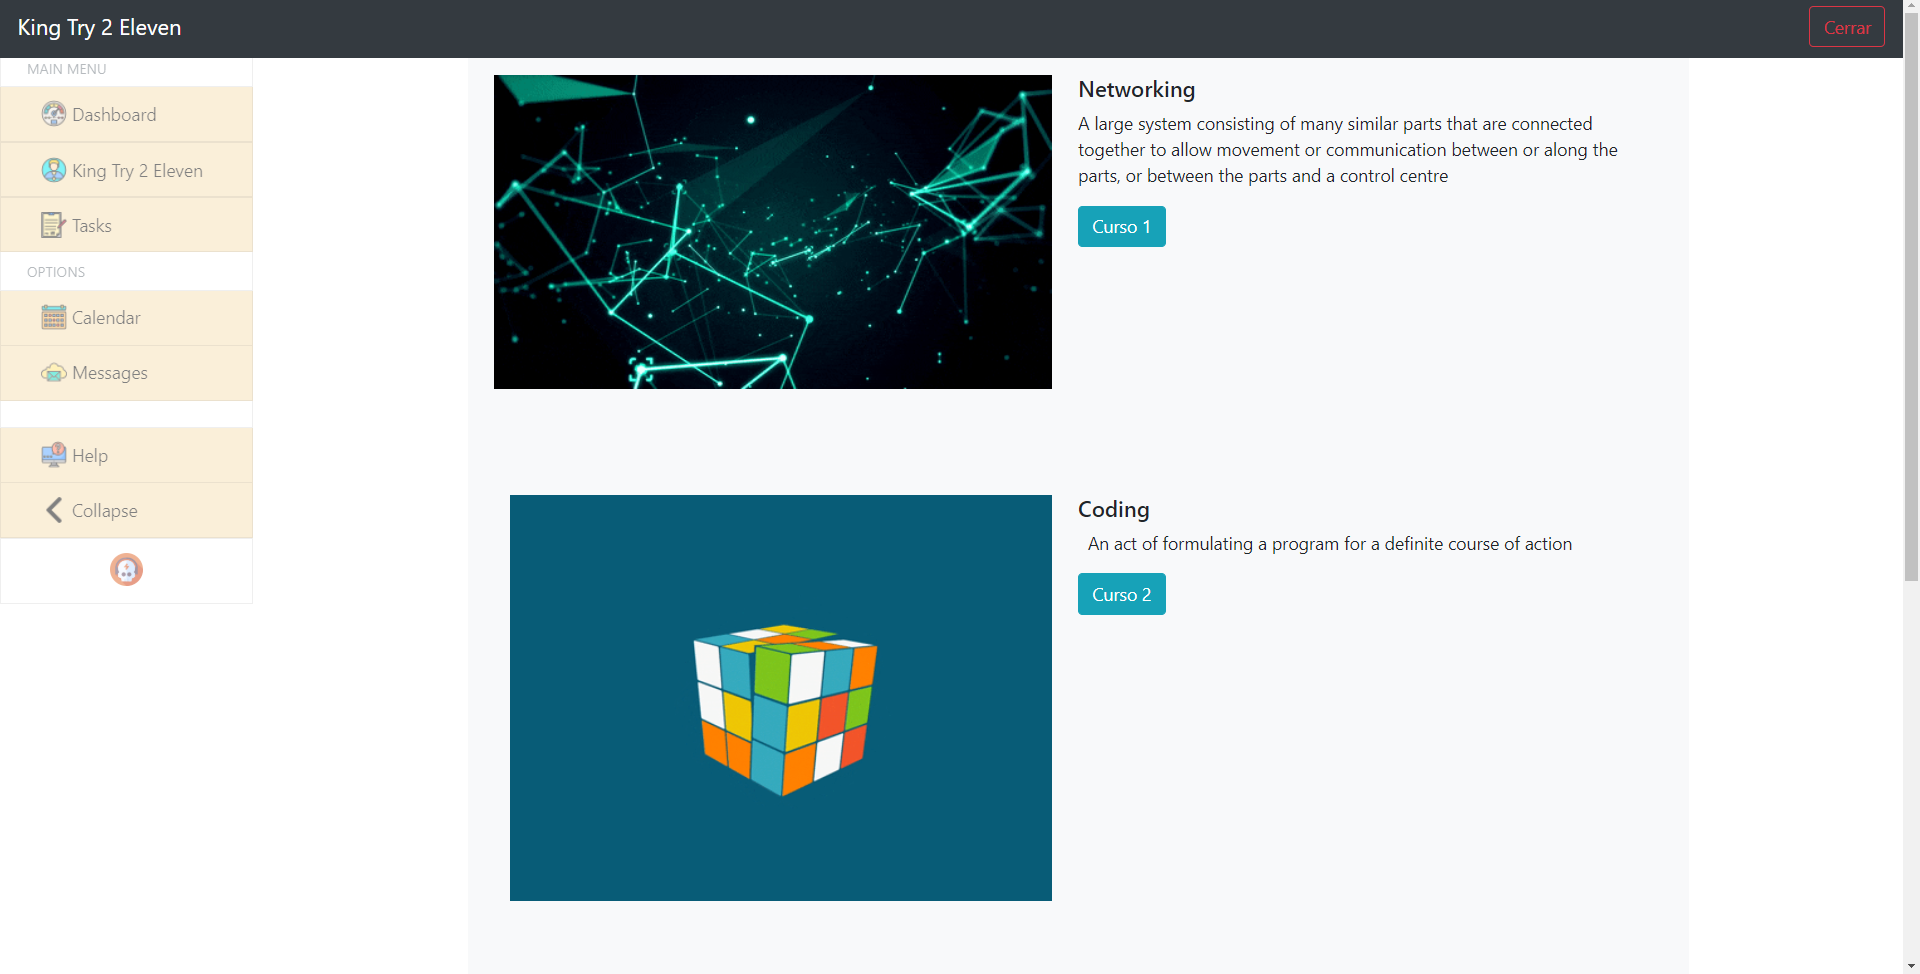 King Try 2 Eleven
Cerrar
MAIN MENU
Dashboard
King Try 2 Eleven
Tasks
OPTIONS
Calendar
Messages
Help
Collapse
Networking
A large system consisting of many similar parts that are connected
together to allow movement or communication between or along the
parts, or between the parts and a control centre
Curso 1
Coding
An act of formulating a program for a definite course of action
Curso 2